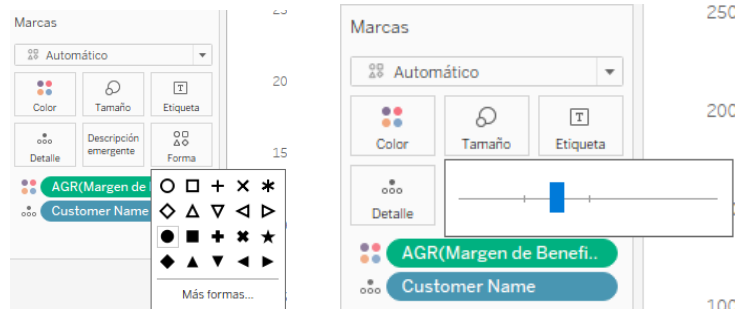 Marcas
Automático
Color
Tamaño
Etiqueta
Detalle
Descripción
emergente
Forma
AGR(Margen de
Customer Name
Más formas...
20
15
Marcas
Automático
Color
Tamaño
Etiqueta
Detalle
AGR(Margen de Benefi..
Customer Name
250
200
100